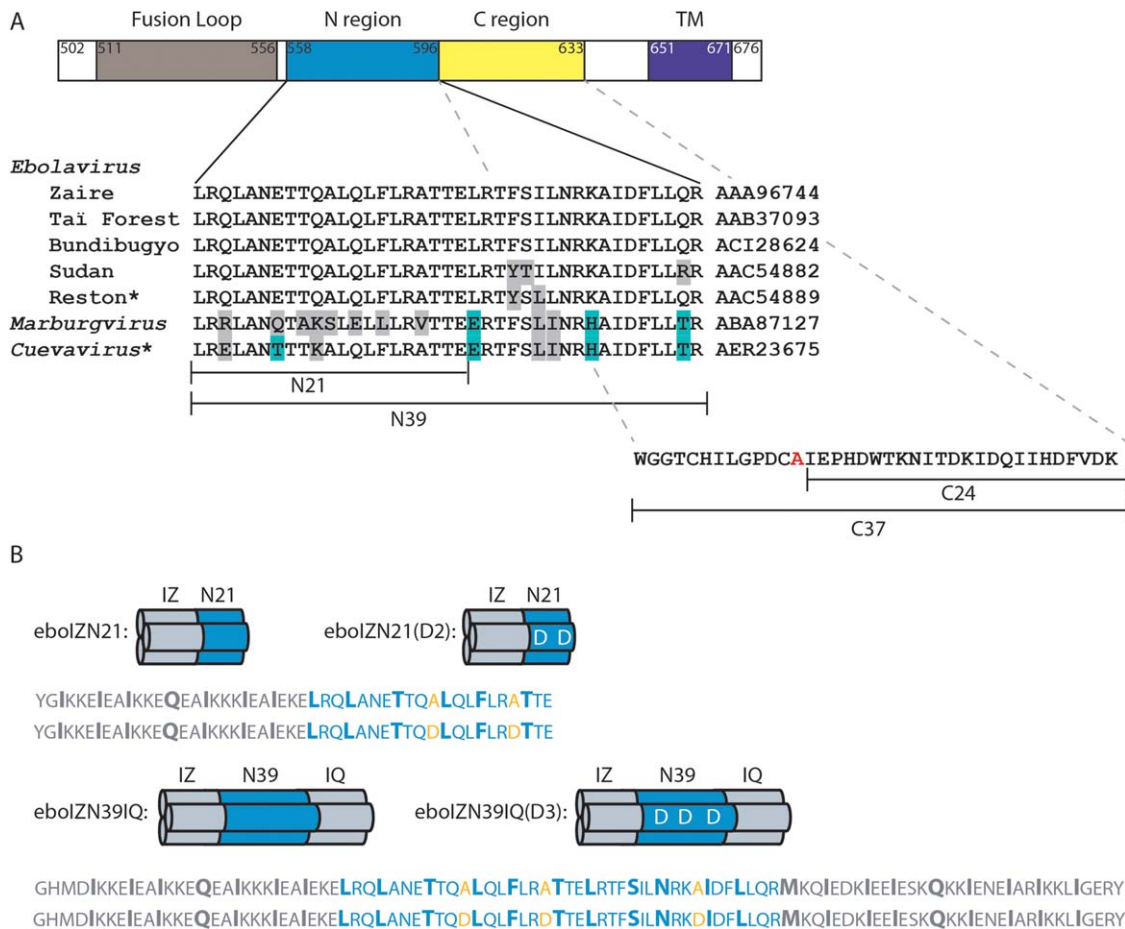 A
Fusion Loop N region C region TM
502 511 556 558 596 633 651 671 676
Ebolavirus
Zaire LRQLANETTQALQLFLRATTELRTFSILNRKAIDFLLQR AAA96744
Taï Forest LRQLANETTQALQLFLRATTELRTFSILNRKAIDFLLQR AAB37093
Bundibugyo LRQLANETTQALQLFLRATTELRTFSILNRKAIDFLLQR ACI28624
Sudan LRQLANETTQALQLFLRATTELRTYTILNRKAIDFLLRR AAC54882
Reston* LRQLANETTQALQLFLRATTELRTYSLLNRKAIDFLLQR AAC54889
Marburgvirus LRRLANQTAKSLELLLRVTTEERTFSLINRHAIDFLLTR ABA87127
Cuevavirus* LRELANTTTKALQLFLRATTEERTFSLINRHAIDFLLTR AER23675
N21
N39
WGGTCHILGPDCAIEPHDWTKNITDKIDQIIHDFVDK
C24
C37
B
IZ N21 IZ N21
eboIZN21: eboIZN21(D2): D D
YGIKKEIEAIKKEQEAIKKKIEAIEKELRQLANETTQALQLFLRATTE
YGIKKEIEAIKKEQEAIKKKIEAIEKELRQLANETTQDLQLFLRDTTE
IZ N39 IQ IZ N39 IQ
eboIZN39IQ: eboIZN39IQ(D3): D D D
GHMDIKKEIEAIKKEQEAIKKKIEAIEKELRQLANETTQALQLFLRATTELRTFSILNRKAIDFLLQRMKQIEDKIEEIESKQKKIENEIARIKKLIGERY
GHMDIKKEIEAIKKEQEAIKKKIEAIEKELRQLANETTQDLQLFLRDTTELRTFSILNRKDIDFLLQRMKQIEDKIEEIESKQKKIENEIARIKKLIGERY